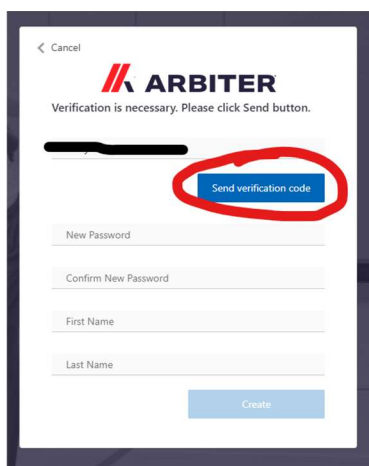 Cancel
ARBITER
Verification is necessary. Please click Send button.
Send verification code
New Password
Confirm New Password
First Name
Last Name
Create